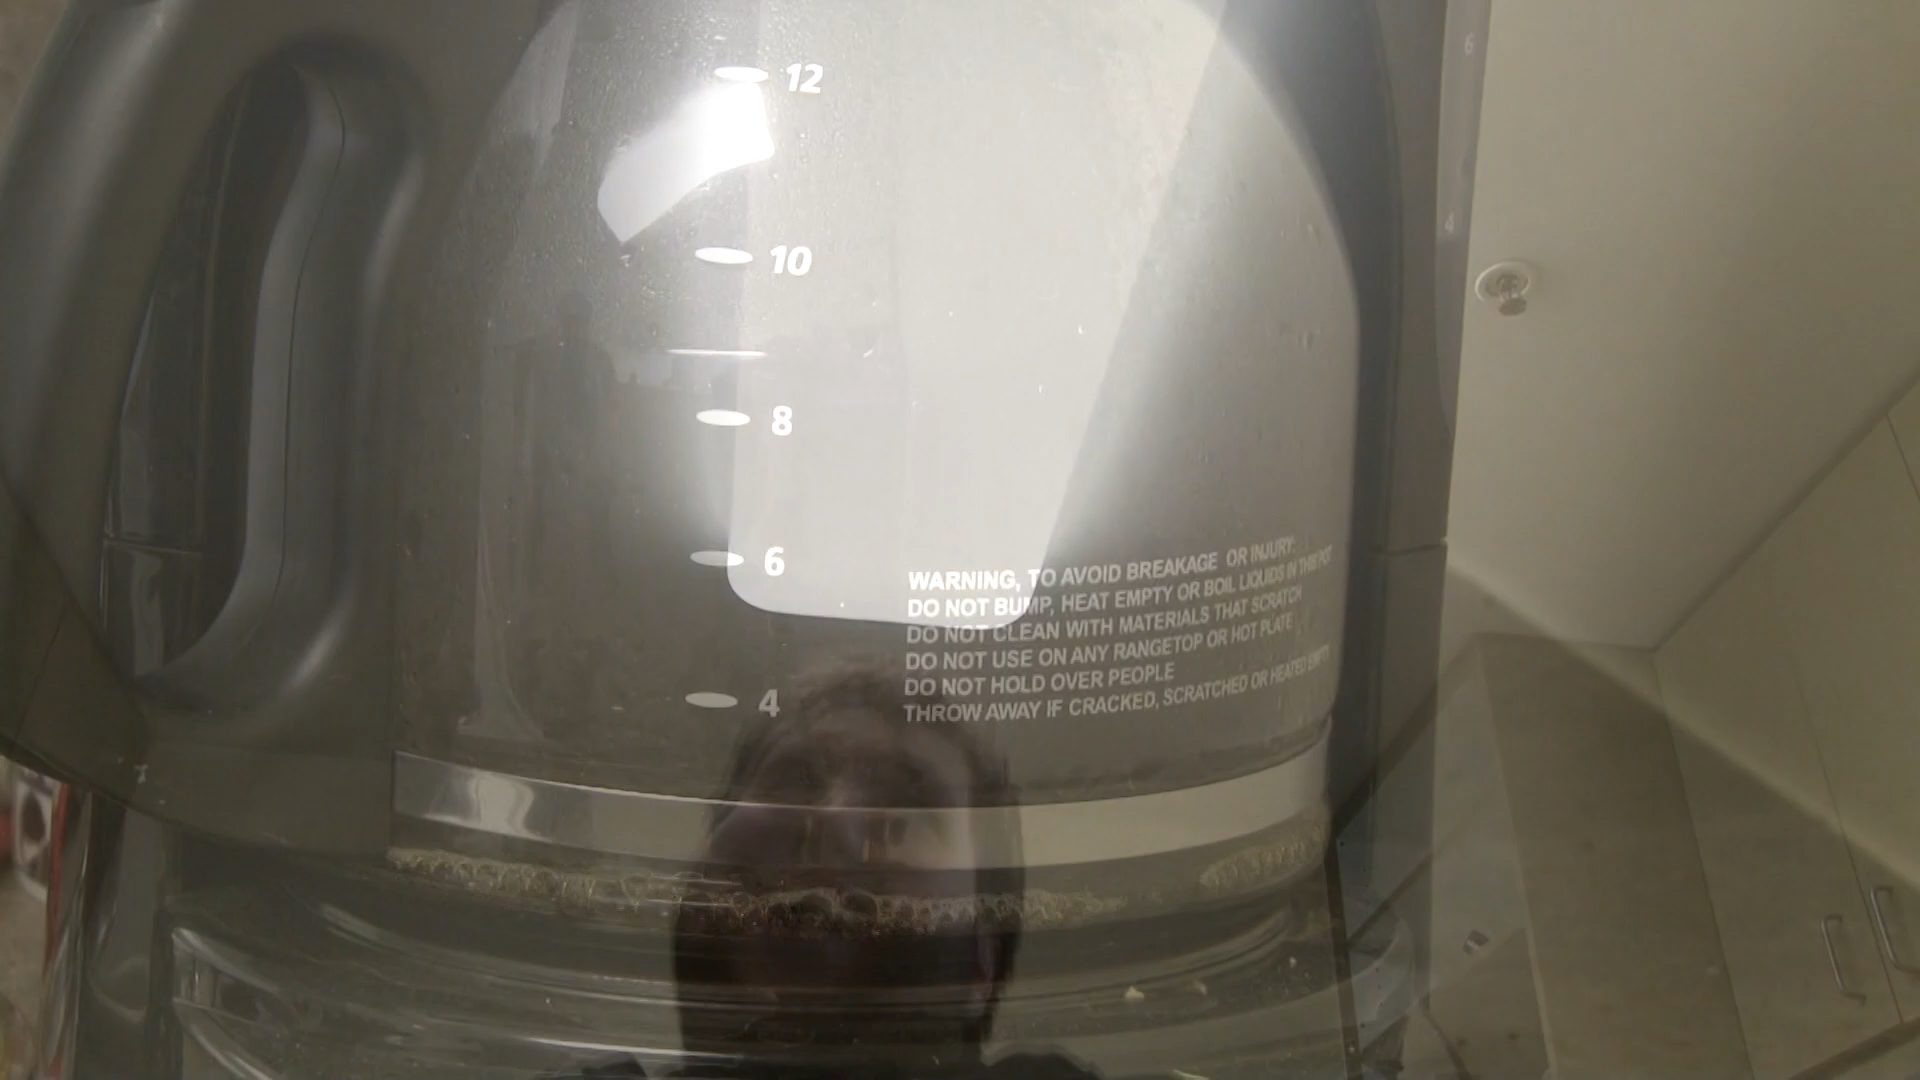 12
10
8
6
4
WARNING, TO AVOID BREAKAGE OR INJURY:
DO NOT BUMP, HEAT EMPTY OR BOIL LIQUIDS IN THIS POT
DO NOT CLEAN WITH MATERIALS THAT SCRATCH
DO NOT USE ON ANY RANGETOP OR HOT PLATE
DO NOT HOLD OVER PEOPLE
THROW AWAY IF CRACKED, SCRATCHED OR HEATED EMPTY
6
4